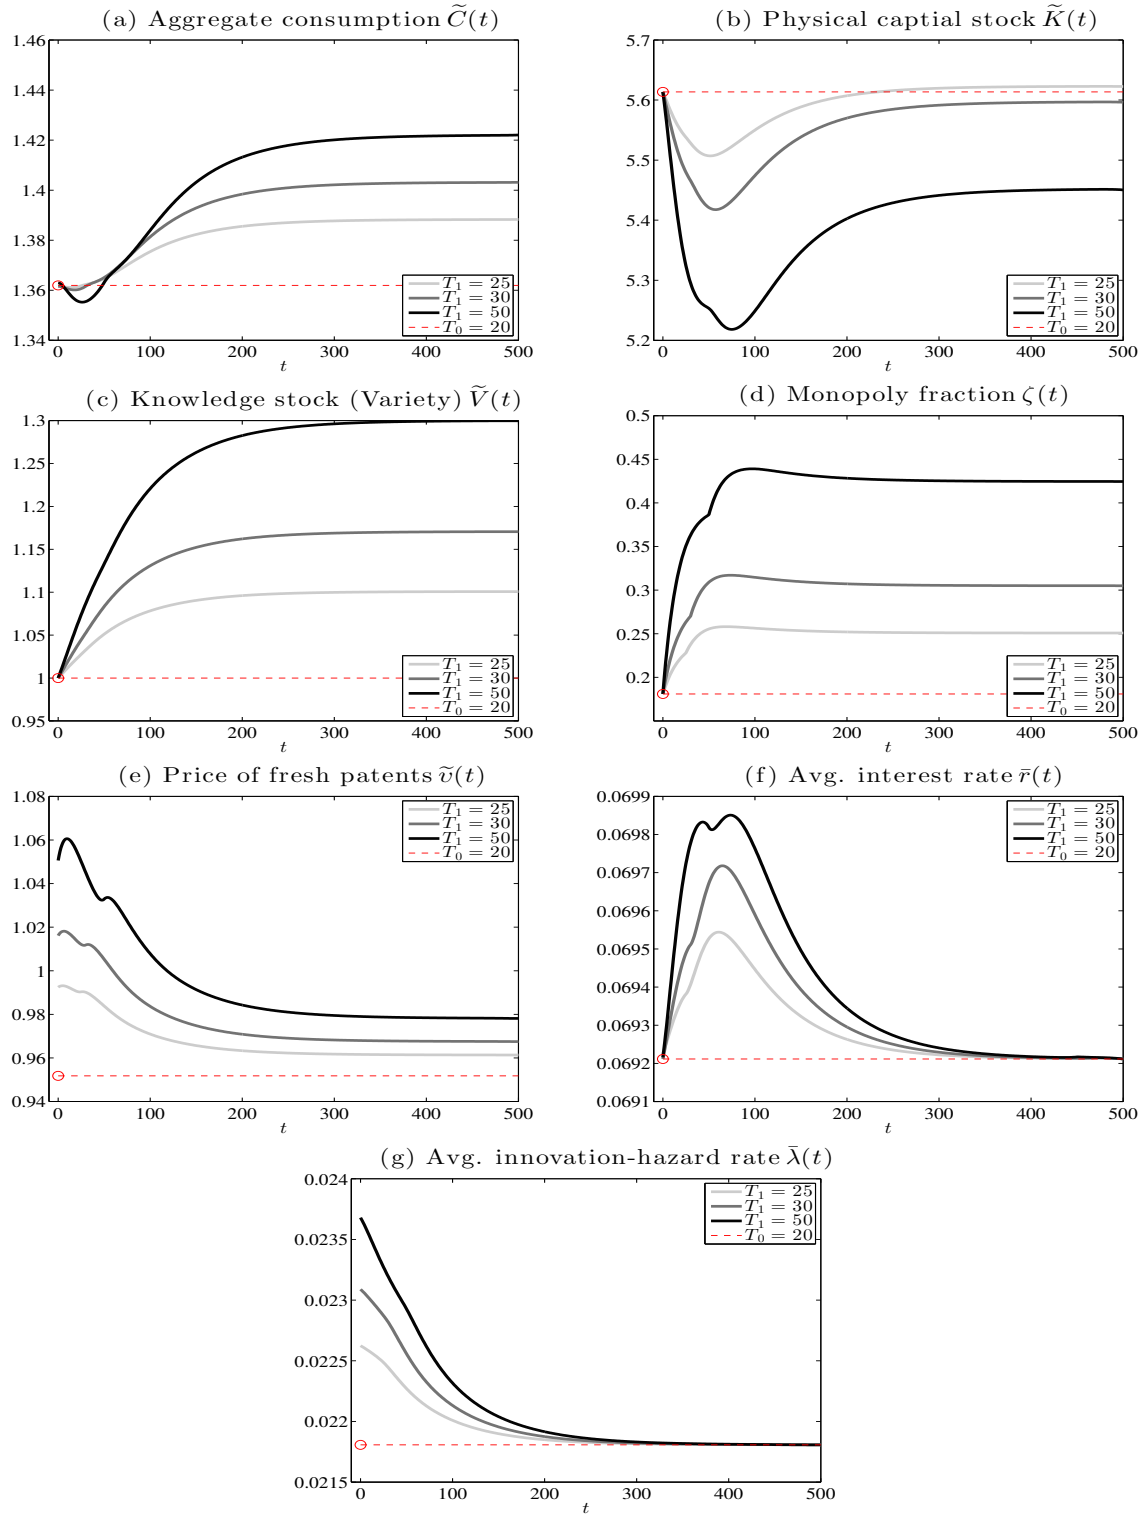 (a) Aggregate consumption C̃(t)
1.46
1.44
1.42
1.4
1.38
1.36
1.34
0 100 200 300 400 500
t
T₁ = 25
T₁ = 30
T₁ = 50
T₀ = 20
(b) Physical captial stock K̃(t)
5.7
5.6
5.5
5.4
5.3
5.2
0 100 200 300 400 500
t
T₁ = 25
T₁ = 30
T₁ = 50
T₀ = 20
(c) Knowledge stock (Variety) Ṽ(t)
1.3
1.25
1.2
1.15
1.1
1.05
1
0.95
0 100 200 300 400 500
t
T₁ = 25
T₁ = 30
T₁ = 50
T₀ = 20
(d) Monopoly fraction ζ(t)
0.5
0.45
0.4
0.35
0.3
0.25
0.2
0 100 200 300 400 500
t
T₁ = 25
T₁ = 30
T₁ = 50
T₀ = 20
(e) Price of fresh patents ṽ(t)
1.08
1.06
1.04
1.02
1
0.98
0.96
0.94
0 100 200 300 400 500
t
T₁ = 25
T₁ = 30
T₁ = 50
T₀ = 20
(f) Avg. interest rate r̄(t)
0.0699
0.0698
0.0697
0.0696
0.0695
0.0694
0.0693
0.0692
0.0691
0 100 200 300 400 500
t
T₁ = 25
T₁ = 30
T₁ = 50
T₀ = 20
(g) Avg. innovation-hazard rate λ̄(t)
0.024
0.0235
0.023
0.0225
0.022
0.0215
0 100 200 300 400 500
t
T₁ = 25
T₁ = 30
T₁ = 50
T₀ = 20